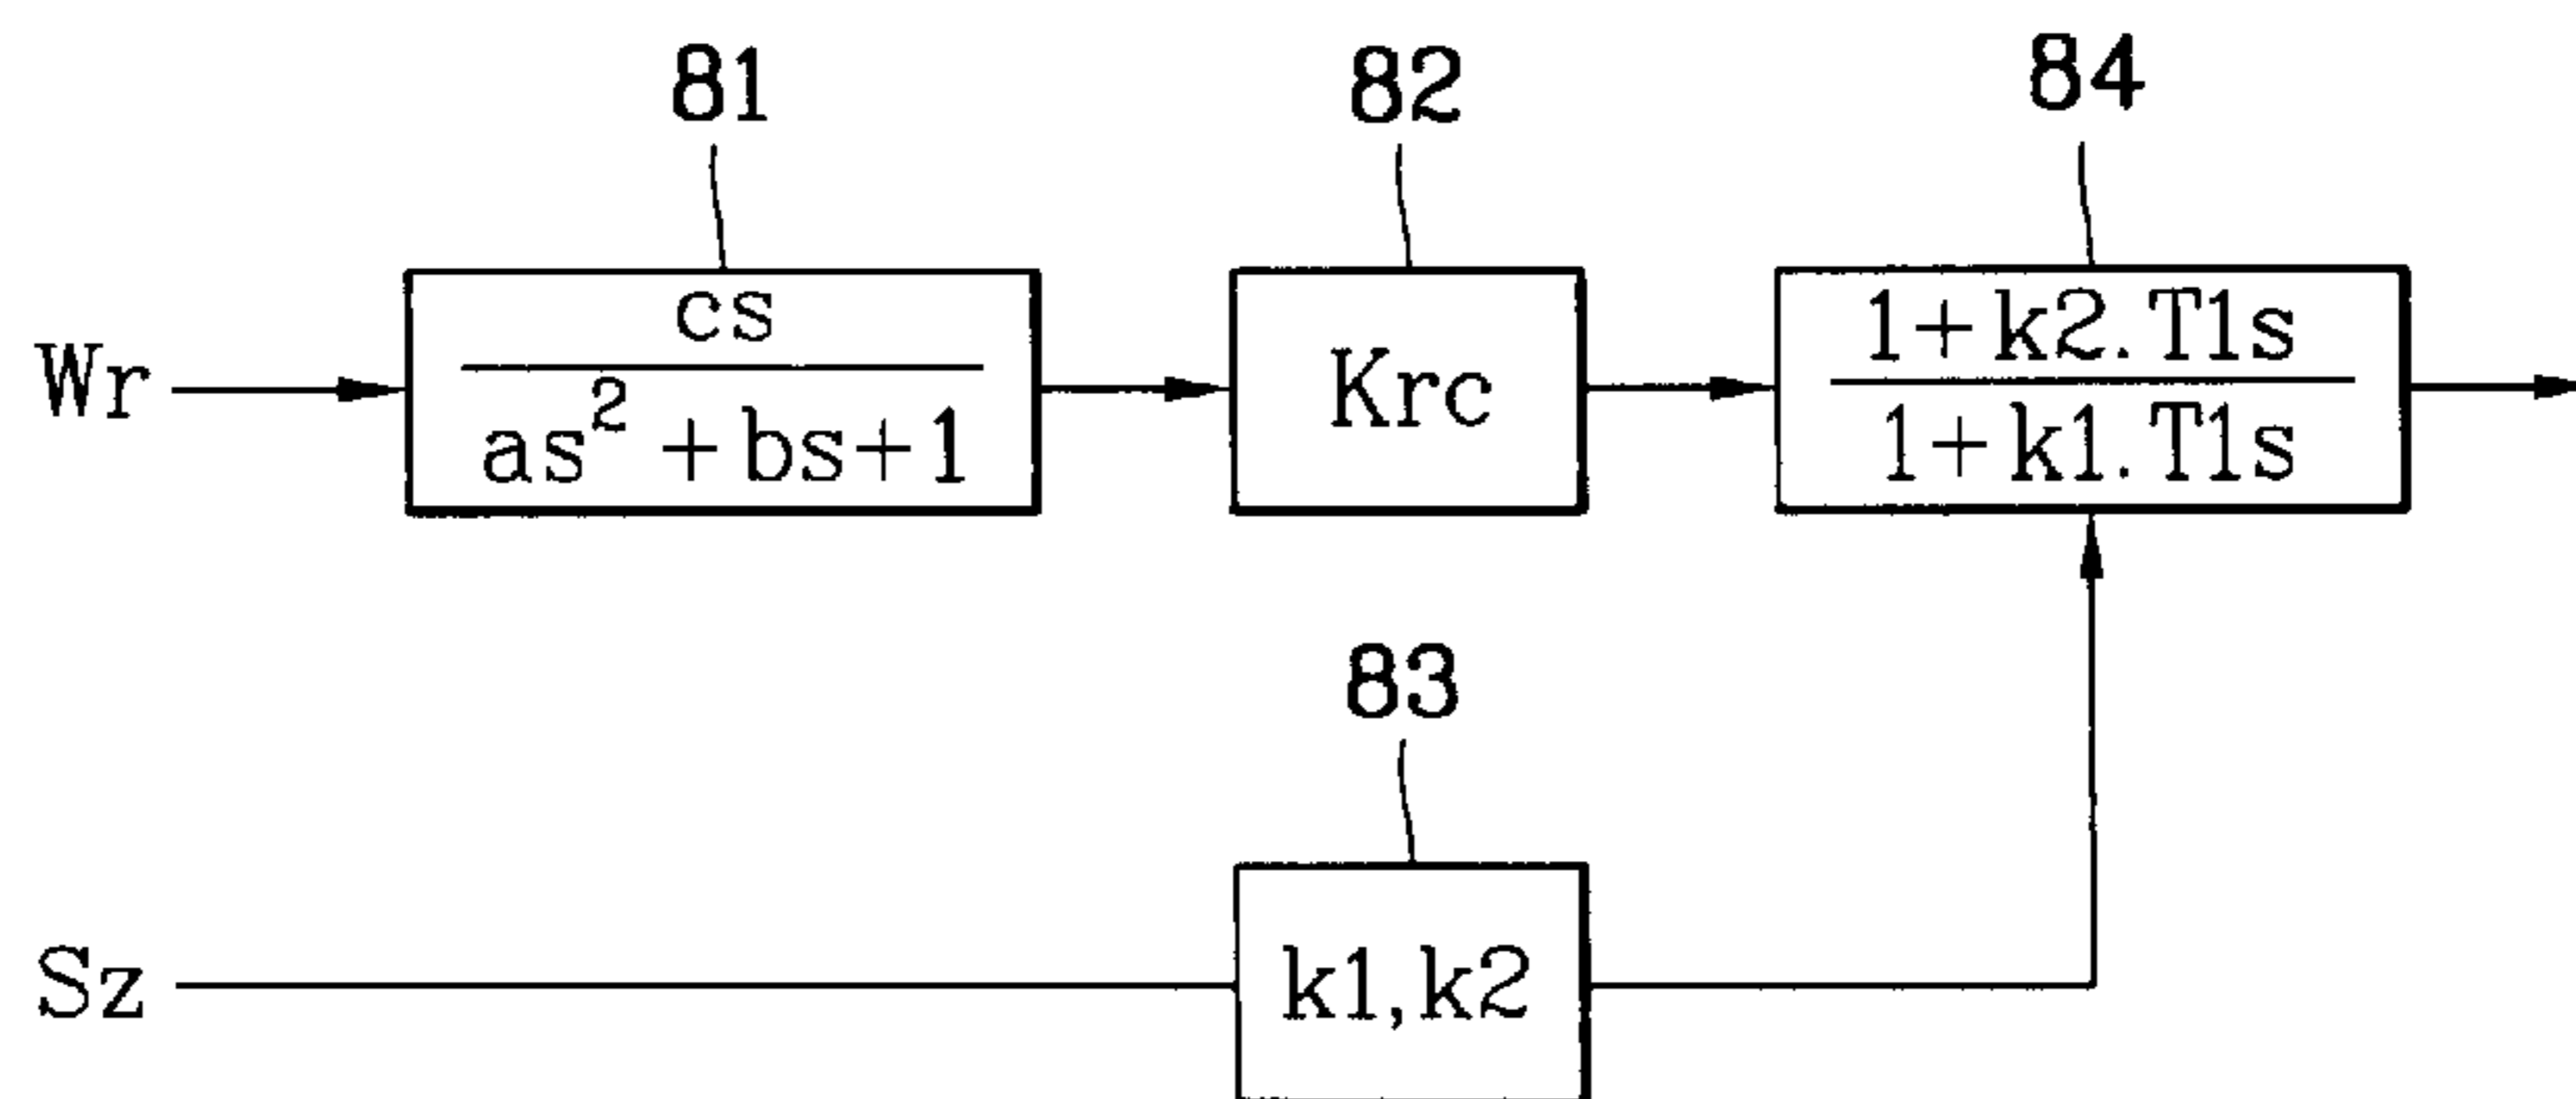 81
82
84
Wr
cs
as² + bs+1
Krc
1+k2. T1s
1+k1. T1s
83
Sz
k1, k2